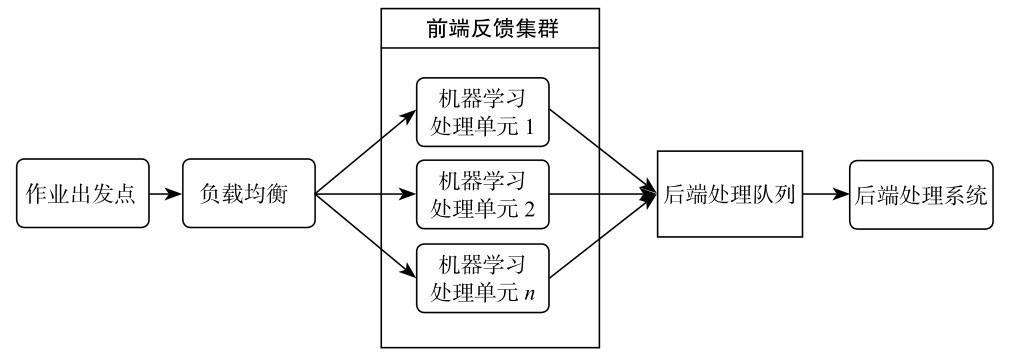 前端反馈集群
机器学习
处理单元 1
作业出发点
负载均衡
机器学习
处理单元 2
后端处理队列
后端处理系统
机器学习
处理单元 n